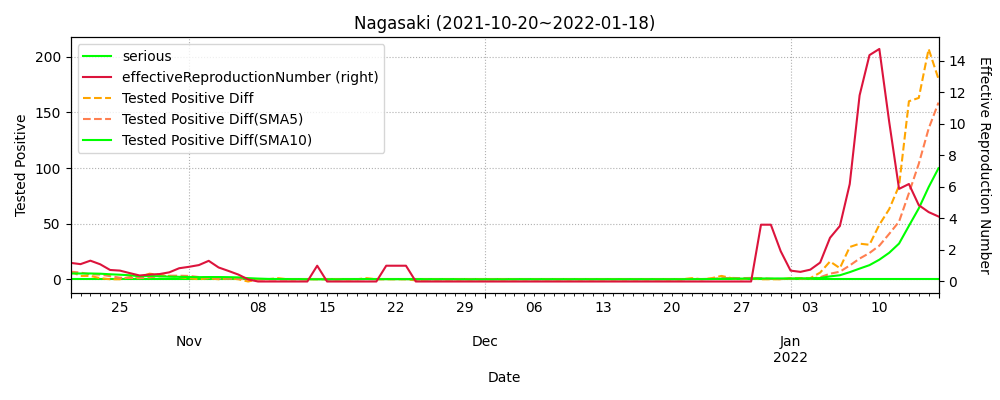 Nagasaki (2021-10-20~2022-01-18)
serious
effectiveReproductionNumber (right)
Tested Positive Diff
Tested Positive Diff(SMA5)
Tested Positive Diff(SMA10)
Tested Positive
200
150
100
50
0
Effective Reproduction Number
14
12
10
8
6
4
2
0
25 08 15 22 29 06 13 20 27 03 10
Nov Dec Jan
2022
Date